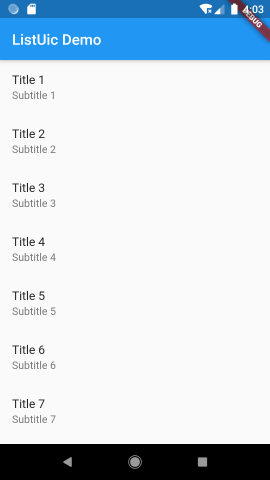 4:03
DEBUG
ListUic Demo
Title 1
Subtitle 1
Title 2
Subtitle 2
Title 3
Subtitle 3
Title 4
Subtitle 4
Title 5
Subtitle 5
Title 6
Subtitle 6
Title 7
Subtitle 7